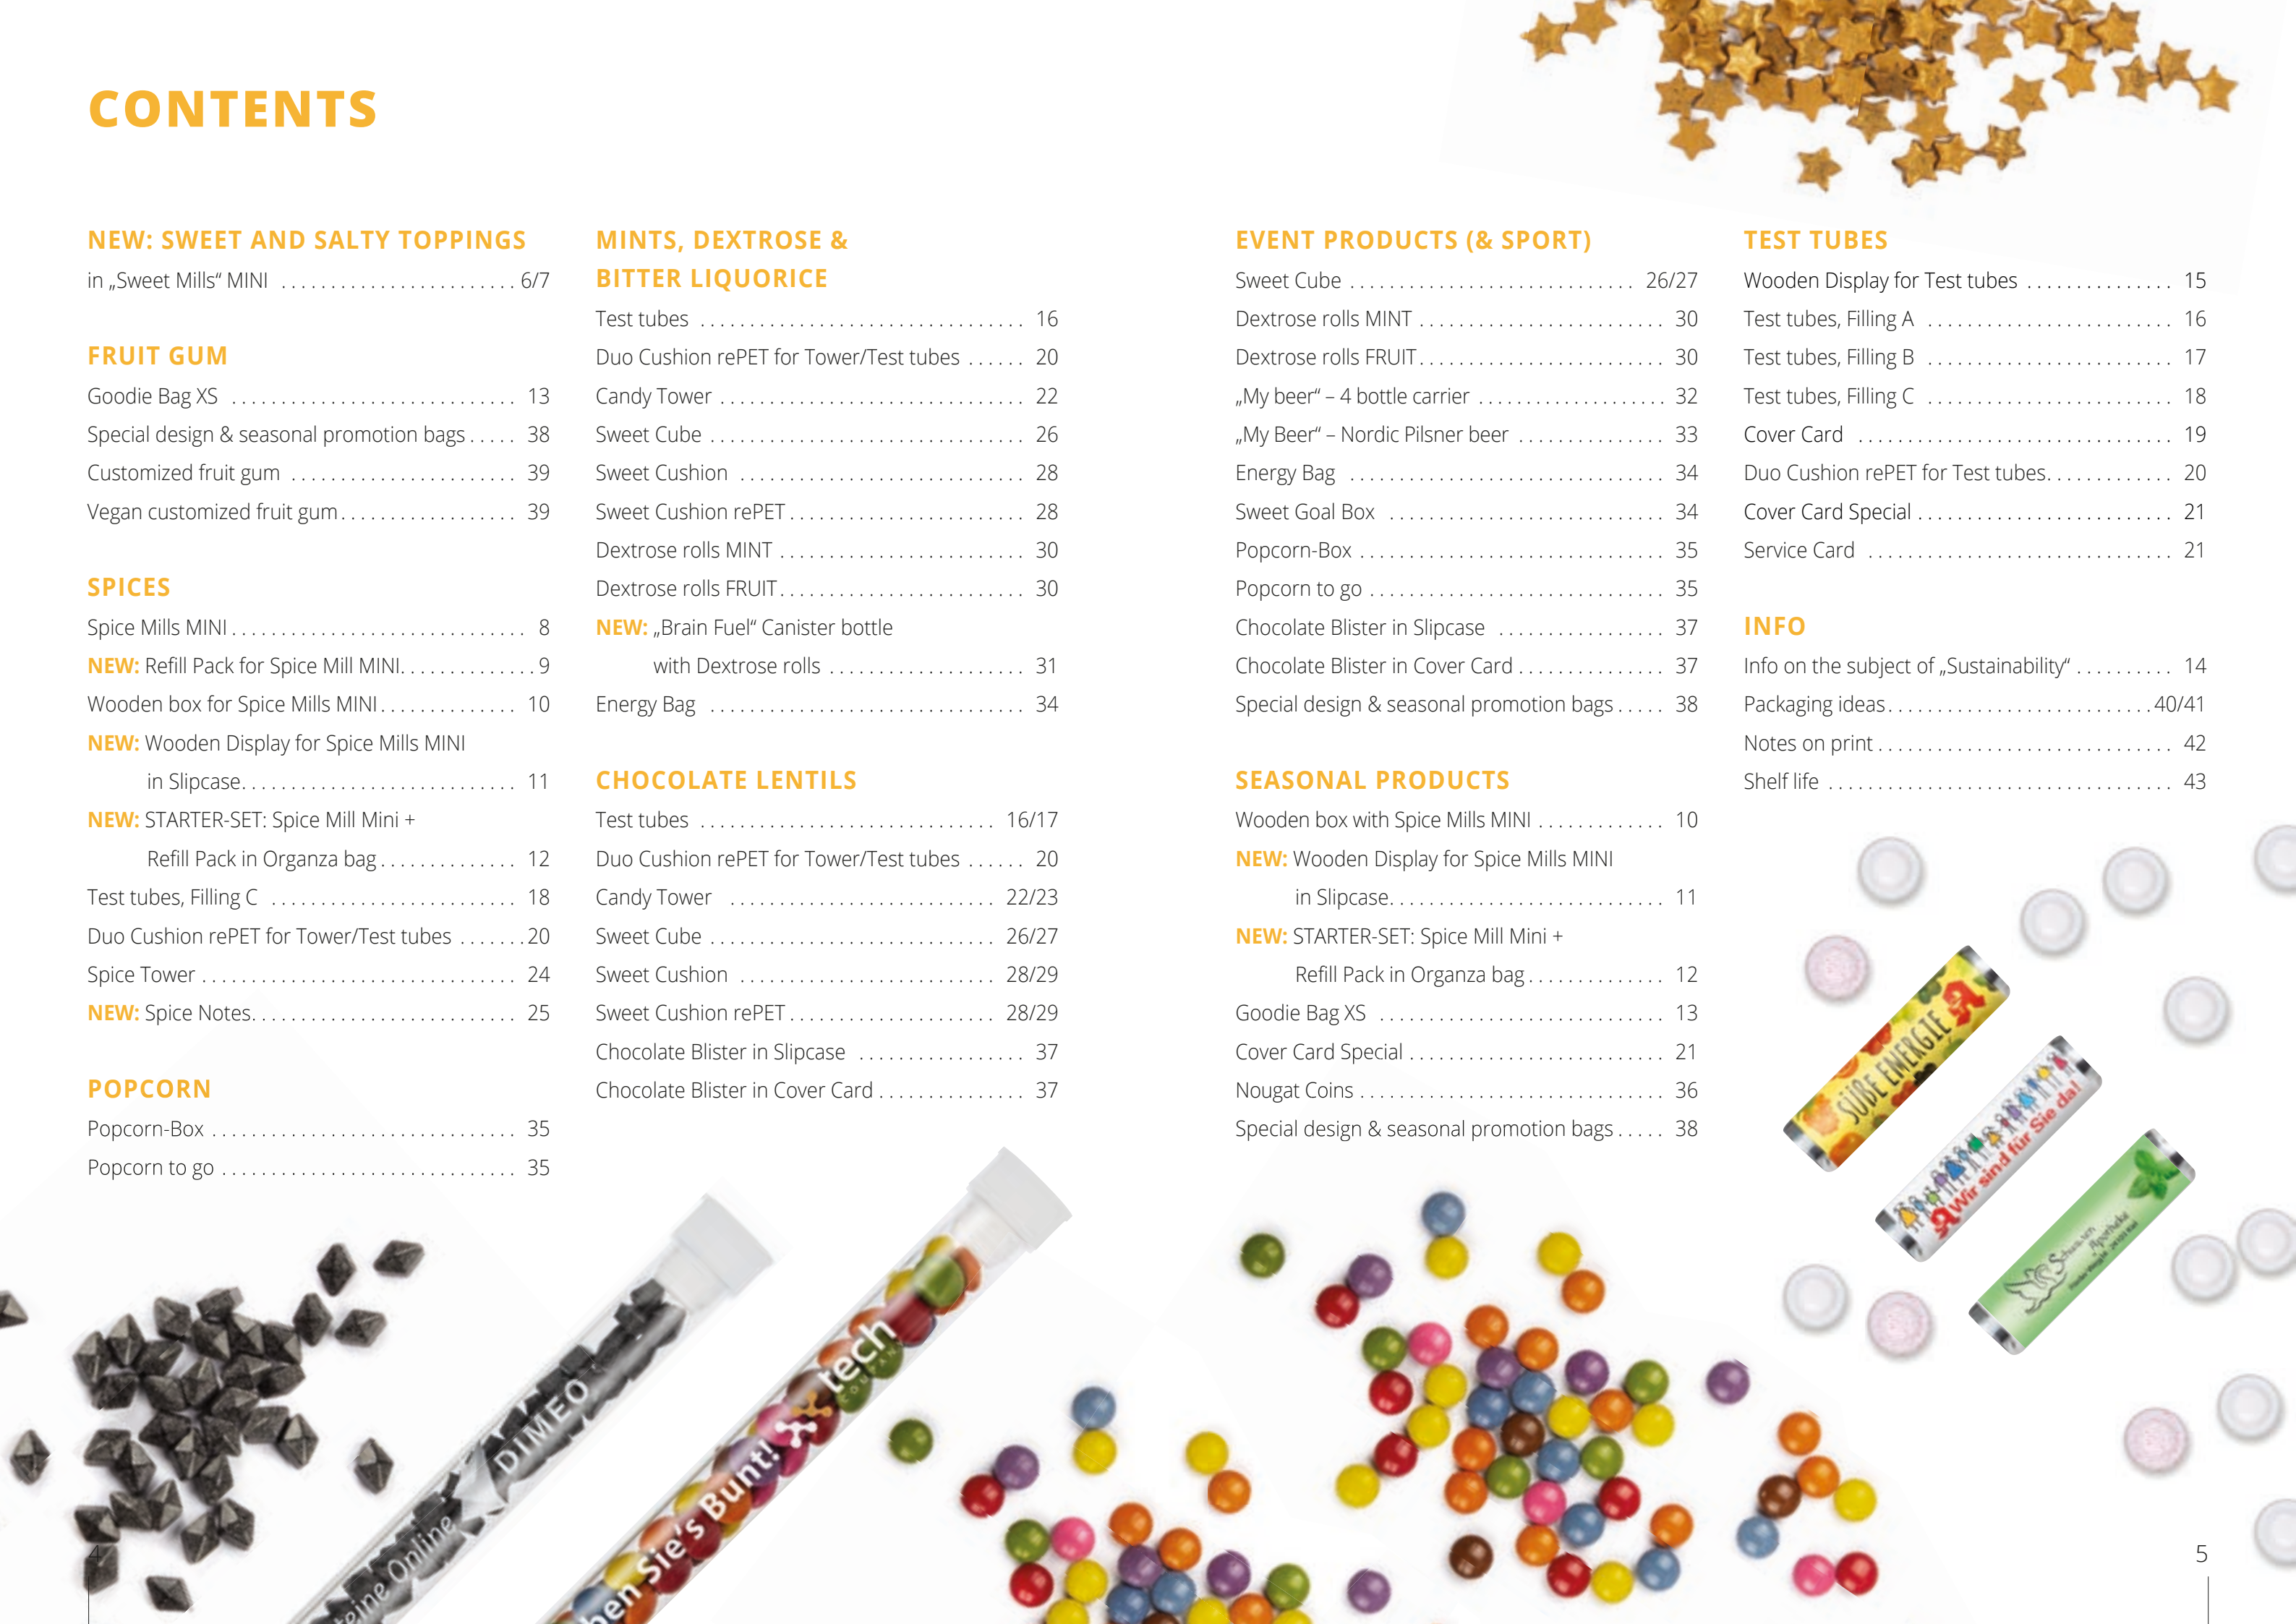 CONTENTS
NEW: SWEET AND SALTY TOPPINGS
in „Sweet Mills“ MINI ........................ 6/7
FRUIT GUM
Goodie Bag XS ............................. 13
Special design & seasonal promotion bags ..... 38
Customized fruit gum ....................... 39
Vegan customized fruit gum .................. 39
SPICES
Spice Mills MINI .............................. 8
NEW: Refill Pack for Spice Mill MINI.............. 9
Wooden box for Spice Mills MINI .............. 10
NEW: Wooden Display for Spice Mills MINI
in Slipcase............................ 11
NEW: STARTER-SET: Spice Mill Mini +
Refill Pack in Organza bag .............. 12
Test tubes, Filling C ......................... 18
Duo Cushion rePET for Tower/Test tubes ....... 20
Spice Tower ................................ 24
NEW: Spice Notes........................... 25
POPCORN
Popcorn-Box ............................... 35
Popcorn to go .............................. 35
MINTS, DEXTROSE &
BITTER LIQUORICE
Test tubes ................................. 16
Duo Cushion rePET for Tower/Test tubes ...... 20
Candy Tower ............................... 22
Sweet Cube ................................ 26
Sweet Cushion ............................. 28
Sweet Cushion rePET ........................ 28
Dextrose rolls MINT ......................... 30
Dextrose rolls FRUIT ......................... 30
NEW: „Brain Fuel“ Canister bottle
with Dextrose rolls .................... 31
Energy Bag ................................ 34
CHOCOLATE LENTILS
Test tubes .............................. 16/17
Duo Cushion rePET for Tower/Test tubes ...... 20
Candy Tower ........................... 22/23
Sweet Cube ............................. 26/27
Sweet Cushion .......................... 28/29
Sweet Cushion rePET ..................... 28/29
Chocolate Blister in Slipcase ................. 37
Chocolate Blister in Cover Card ............... 37
EVENT PRODUCTS (& SPORT)
Sweet Cube ............................. 26/27
Dextrose rolls MINT ......................... 30
Dextrose rolls FRUIT ......................... 30
„My beer“ – 4 bottle carrier ................... 32
„My Beer“ – Nordic Pilsner beer ............... 33
Energy Bag ................................ 34
Sweet Goal Box ............................ 34
Popcorn-Box ............................... 35
Popcorn to go .............................. 35
Chocolate Blister in Slipcase ................. 37
Chocolate Blister in Cover Card ............... 37
Special design & seasonal promotion bags ..... 38
SEASONAL PRODUCTS
Wooden box with Spice Mills MINI ............. 10
NEW: Wooden Display for Spice Mills MINI
in Slipcase............................ 11
NEW: STARTER-SET: Spice Mill Mini +
Refill Pack in Organza bag .............. 12
Goodie Bag XS ............................. 13
Cover Card Special .......................... 21
Nougat Coins ............................... 36
Special design & seasonal promotion bags ..... 38
TEST TUBES
Wooden Display for Test tubes ............... 15
Test tubes, Filling A ......................... 16
Test tubes, Filling B ......................... 17
Test tubes, Filling C ......................... 18
Cover Card ................................ 19
Duo Cushion rePET for Test tubes............. 20
Cover Card Special .......................... 21
Service Card ............................... 21
INFO
Info on the subject of „Sustainability“ .......... 14
Packaging ideas ........................... 40/41
Notes on print .............................. 42
Shelf life ................................... 43
SÜßE ENERGIE
Wir sind für Sie da!
Schwanen
Apotheke
DIMEO
teine Online
ben Sie's Bunt! tech
4
5